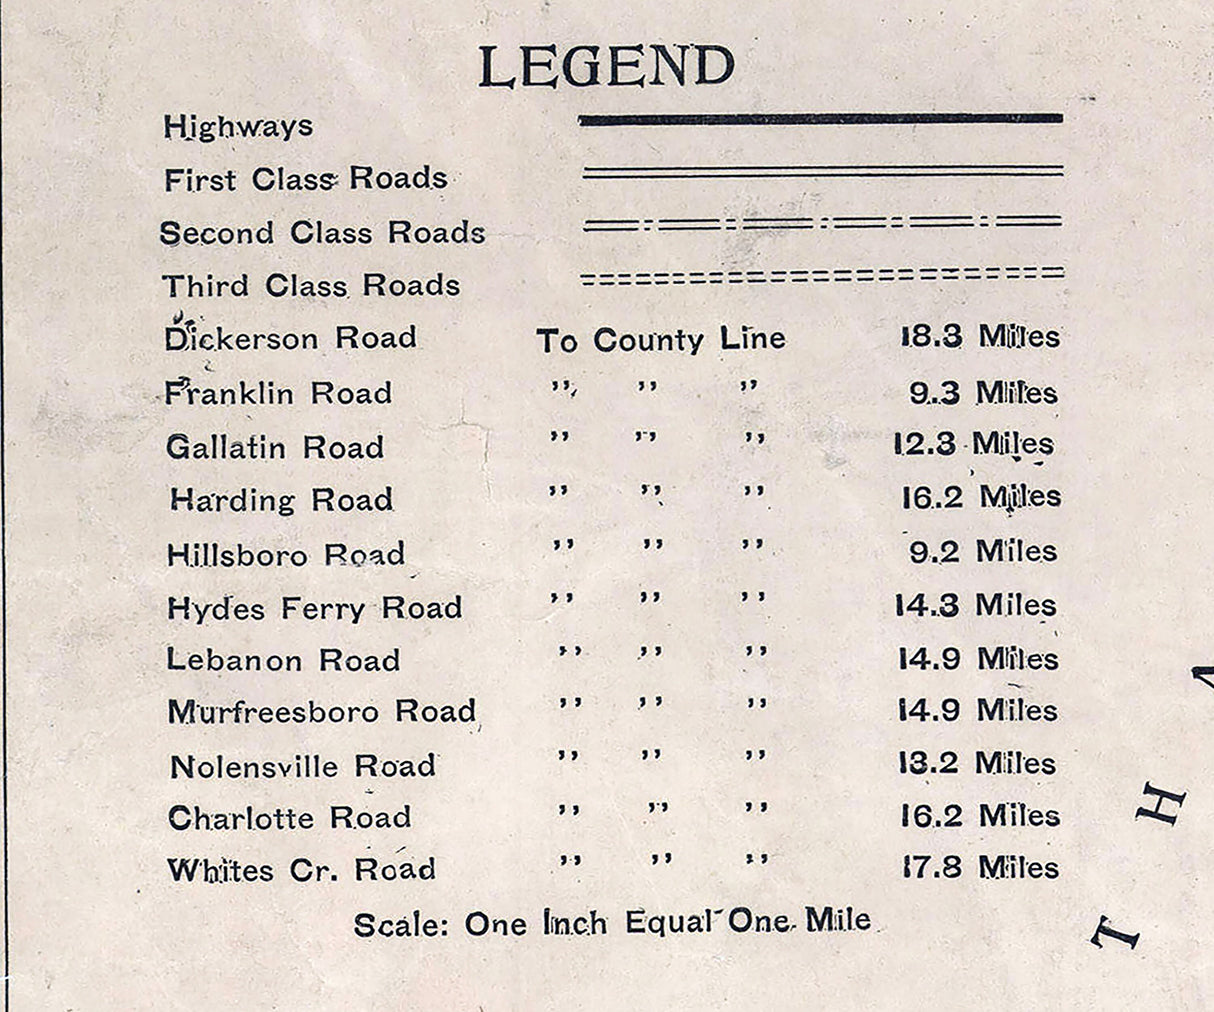 LEGEND
Highways
First Class Roads
Second Class Roads
Third Class Roads
Dickerson Road To County Line 18.3 Miles
Franklin Road ,, ,, ,, 9.3 Miles
Gallatin Road ,, ,, ,, 12.3 Miles
Harding Road ,, ,, ,, 16.2 Miles
Hillsboro Road ,, ,, ,, 9.2 Miles
Hydes Ferry Road ,, ,, ,, 14.3 Miles
Lebanon Road ,, ,, ,, 14.9 Miles
Murfreesboro Road ,, ,, ,, 14.9 Miles
Nolensville Road ,, ,, ,, 13.2 Miles
Charlotte Road ,, ,, ,, 16.2 Miles
Whites Cr. Road ,, ,, ,, 17.8 Miles
Scale: One Inch Equal One Mile
T H